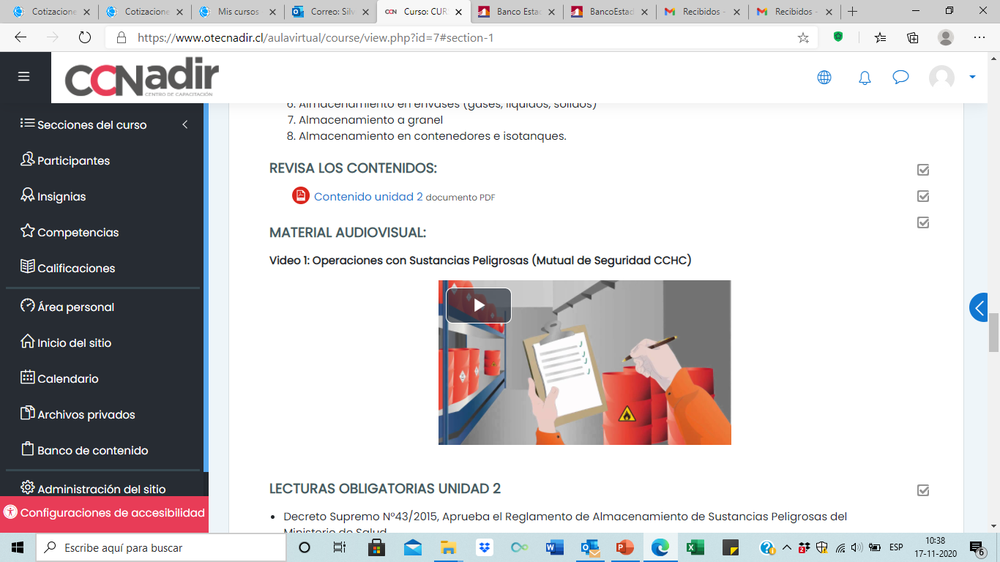 Cotizacione
Cotizacione
Mis cursos
Correo: Silv
CCN
Curso: CUR
Banco Estad
BancoEstad
Recibidos -
Recibidos -
https://www.otecnadir.cl/aulavirtual/course/view.php?id=7#section-1
CCNadir
CENTRO DE CAPACITACIÓN
Secciones del curso
Participantes
Insignias
Competencias
Calificaciones
Área personal
Inicio del sitio
Calendario
Archivos privados
Banco de contenido
Administración del sitio
Configuraciones de accesibilidad
6. Almacenamiento en envases (gases, líquidos, sólidos)
7. Almacenamiento a granel
8. Almacenamiento en contenedores e isotanques.
REVISA LOS CONTENIDOS:
Contenido unidad 2 documento PDF
MATERIAL AUDIOVISUAL:
Video 1: Operaciones con Sustancias Peligrosas (Mutual de Seguridad CCHC)
LECTURAS OBLIGATORIAS UNIDAD 2
• Decreto Supremo N°43/2015, Aprueba el Reglamento de Almacenamiento de Sustancias Peligrosas del
Ministerio de Salud
Escribe aquí para buscar
ESP
10:38
17-11-2020
6